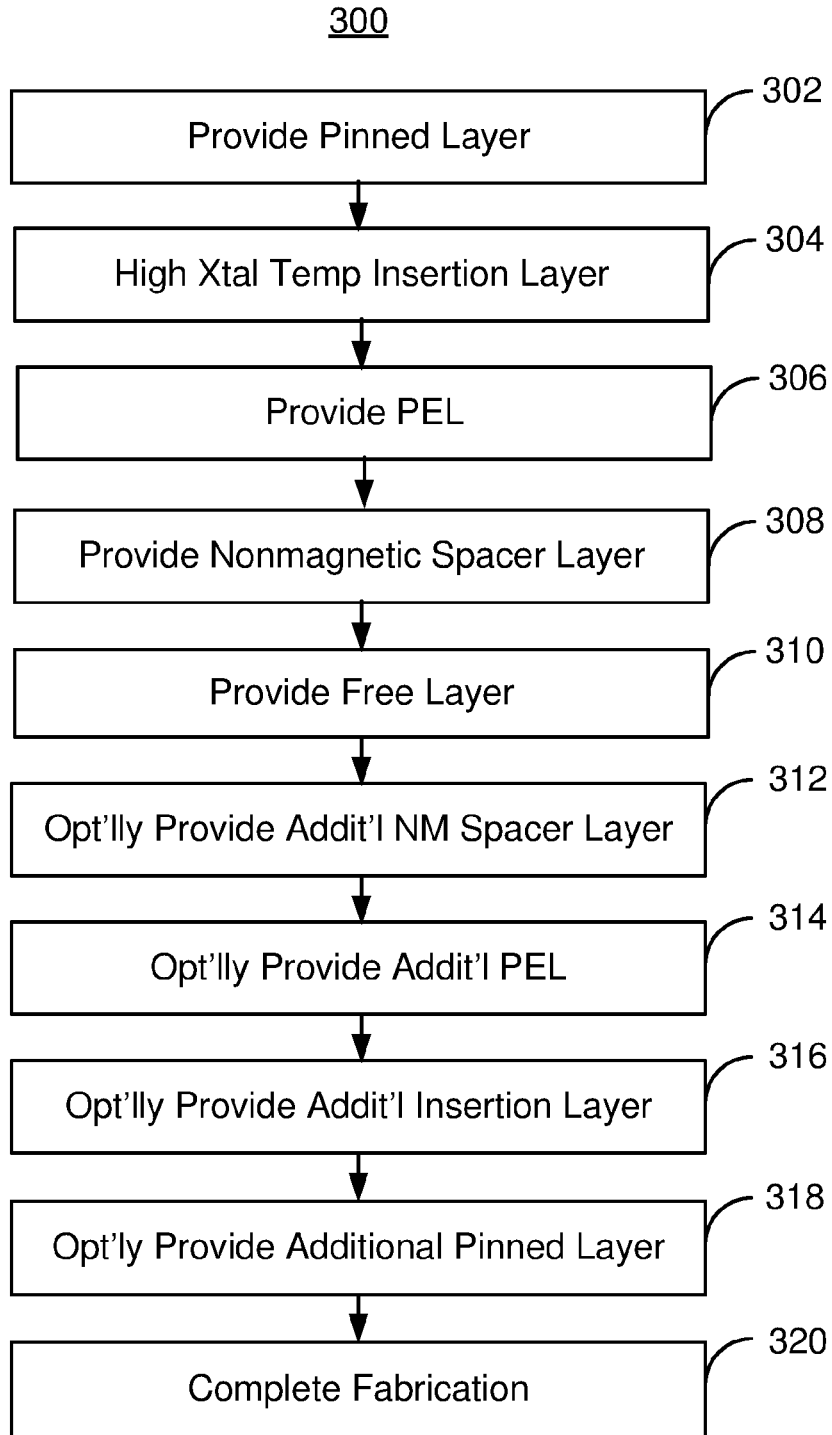 300
302
Provide Pinned Layer
304
High Xtal Temp Insertion Layer
306
Provide PEL
308
Provide Nonmagnetic Spacer Layer
310
Provide Free Layer
312
Opt'lly Provide Addit'l NM Spacer Layer
314
Opt'lly Provide Addit'l PEL
316
Opt'lly Provide Addit'l Insertion Layer
318
Opt'ly Provide Additional Pinned Layer
320
Complete Fabrication